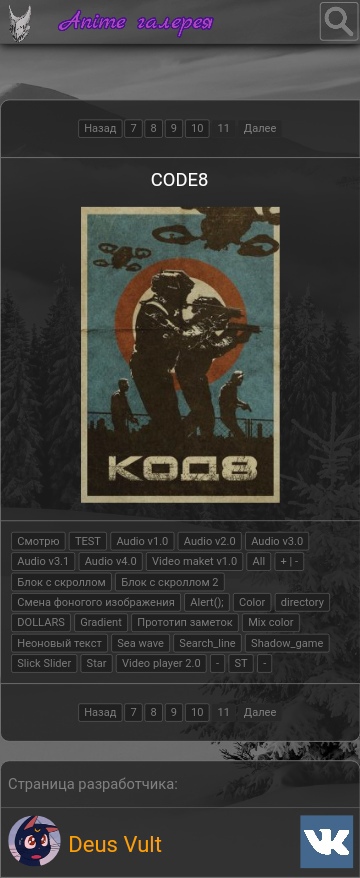 Anime галерея
Назад 7 8 9 10 11 Далее
CODE8
КОД8
Смотрю TEST Audio v1.0 Audio v2.0 Audio v3.0
Audio v3.1 Audio v4.0 Video maket v1.0 All + | -
Блок с скроллом Блок с скроллом 2
Смена фоногого изображения Alert(); Color directory
DOLLARS Gradient Прототип заметок Mix color
Неоновый текст Sea wave Search_line Shadow_game
Slick Slider Star Video player 2.0 - ST -
Назад 7 8 9 10 11 Далее
Страница разработчика:
Deus Vult